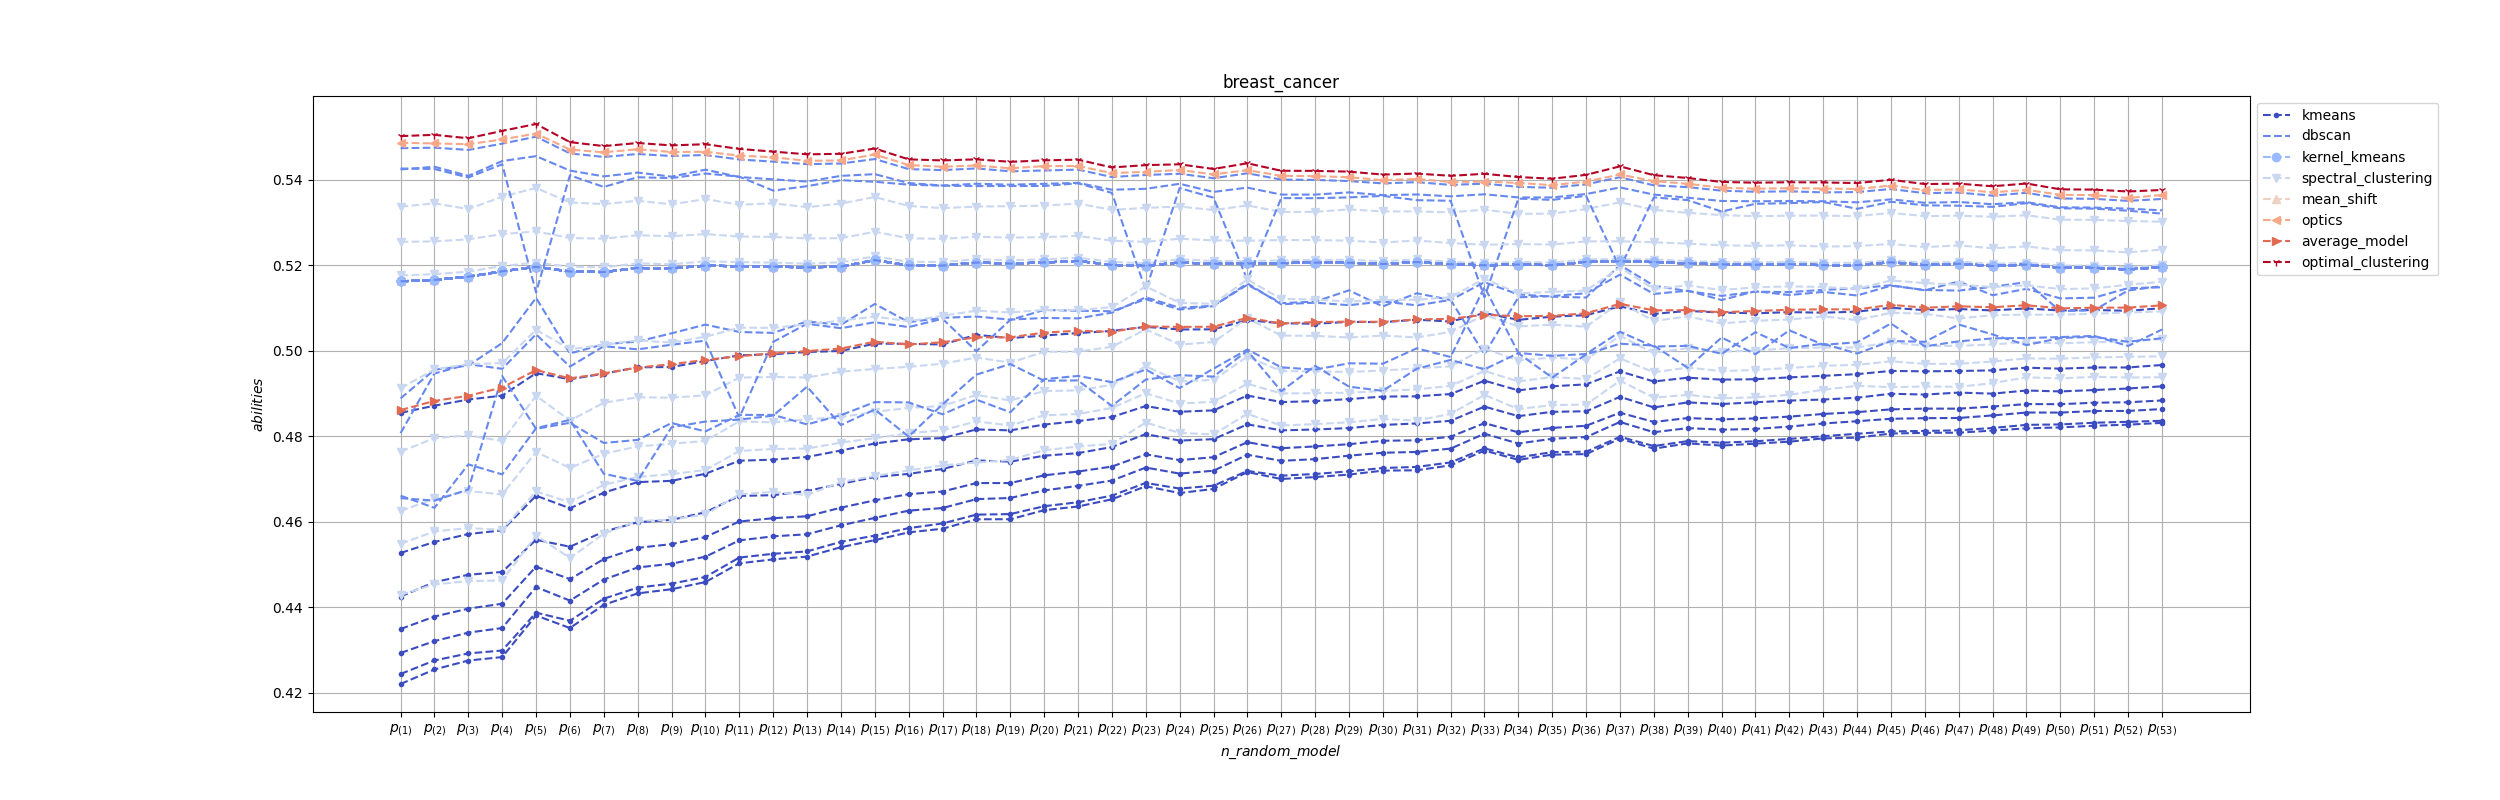 breast_cancer
kmeans
dbscan
kernel_kmeans
spectral_clustering
mean_shift
optics
average_model
optimal_clustering
0.54
0.52
0.50
0.48
0.46
0.44
0.42
abbilities
p(1) p(2) p(3) p(4) p(5) p(6) p(7) p(8) p(9) p(10) p(11) p(12) p(13) p(14) p(15) p(16) p(17) p(18) p(19) p(20) p(21) p(22) p(23) p(24) p(25) p(26) p(27) p(28) p(29) p(30) p(31) p(32) p(33) p(34) p(35) p(36) p(37) p(38) p(39) p(40) p(41) p(42) p(43) p(44) p(45) p(46) p(47) p(48) p(49) p(50) p(51) p(52) p(53)
n_random_model